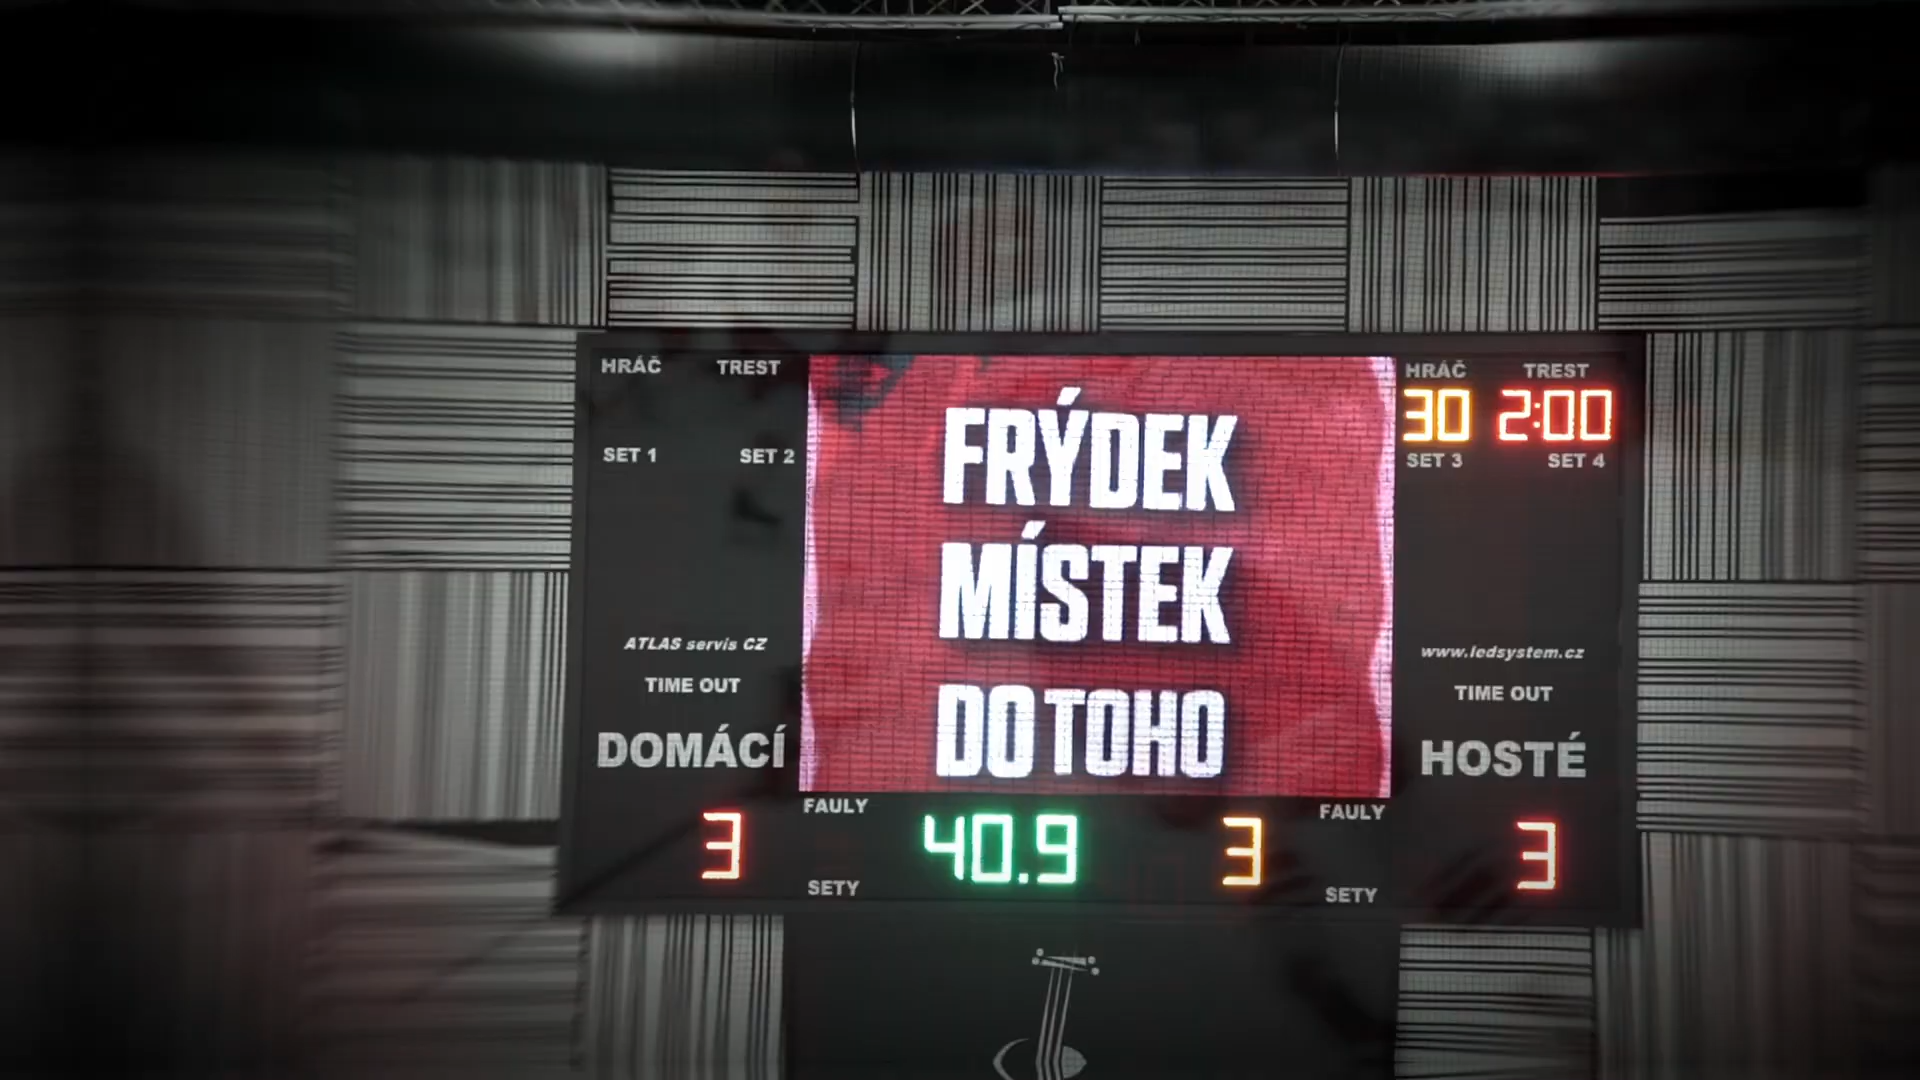 HRÁČ TREST
SET 1 SET 2
ATLAS servis CZ
TIME OUT
DOMÁCÍ
3
FRÝDEK
MÍSTEK
DO TOHO
HRÁČ TREST
30 2:00
SET 3 SET 4
www.ledsystem.cz
TIME OUT
HOSTÉ
3
FAULY
SETY
40.9
3
FAULY
SETY